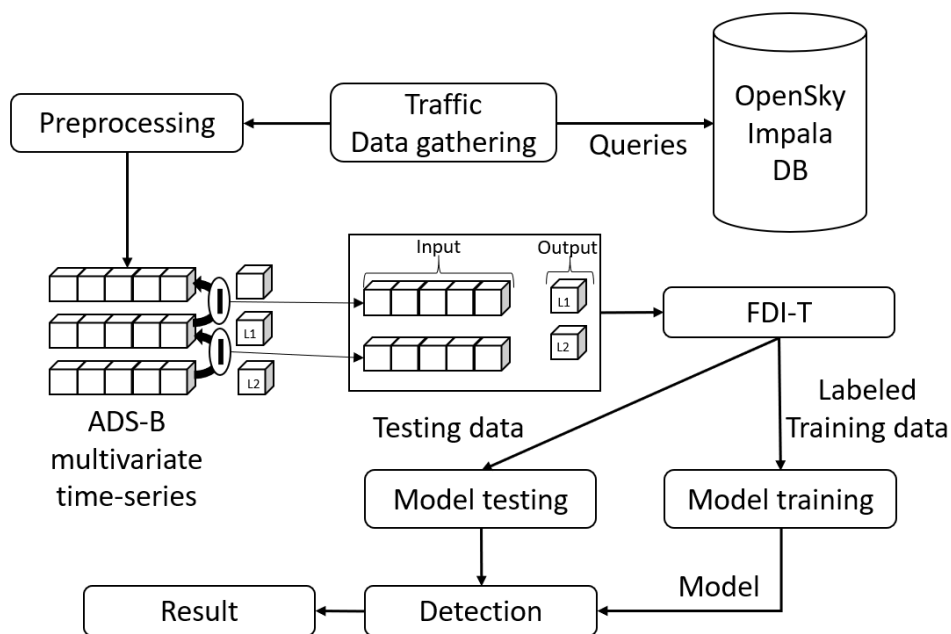 Preprocessing
Traffic
Data gathering
Queries
OpenSky
Impala
DB
Input
Output
L1
L2
L1
L2
ADS-B
multivariate
time-series
FDI-T
Testing data
Labeled
Training data
Model testing
Model training
Model
Result
Detection